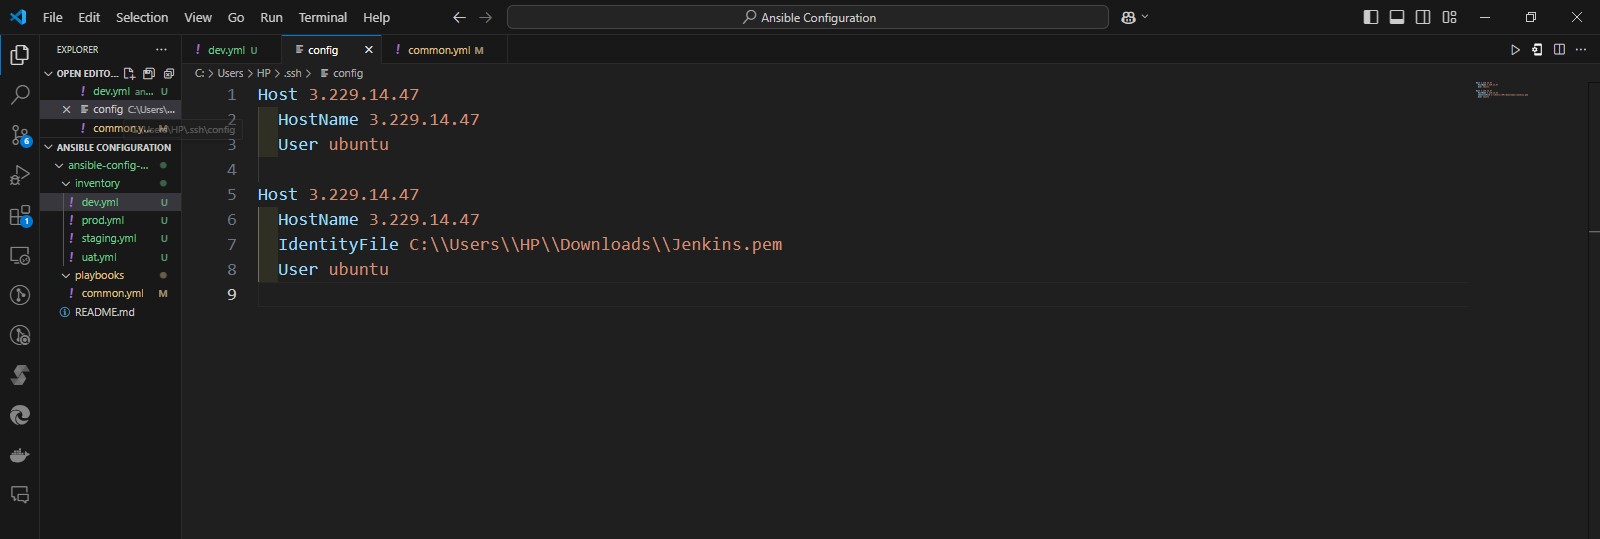 File Edit Selection View Go Run Terminal Help
Ansible Configuration
EXPLORER
OPEN EDITO...
dev.yml an... U
config C:\Users\...
common.y... M
C:\Users\HP\.ssh\config
ANSIBLE CONFIGURATION
ansible-config-...
inventory
dev.yml U
prod.yml U
staging.yml U
uat.yml U
playbooks
common.yml M
README.md
6
1
dev.yml U
config
common.yml M
C: > Users > HP > .ssh > config
1 Host 3.229.14.47
2 HostName 3.229.14.47
3 User ubuntu
4
5 Host 3.229.14.47
6 HostName 3.229.14.47
7 IdentityFile C:\\Users\\HP\\Downloads\\Jenkins.pem
8 User ubuntu
9